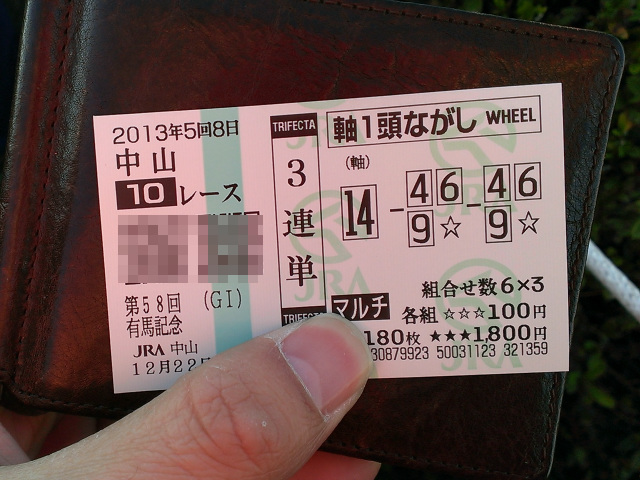 2013年5回8日
中山
10レース
第58回
(GI)
有馬記念
JRA 中山
12月22
TRIFECTA
3連単
TRIFECTA
軸1頭ながし WHEEL
(軸)
14 - 4 6 9 ☆ - 4 6 9 ☆
組合せ数6×3
マルチ
各組 ☆☆☆100円
180枚 ★★★1,800円
30879923 50031123 321359